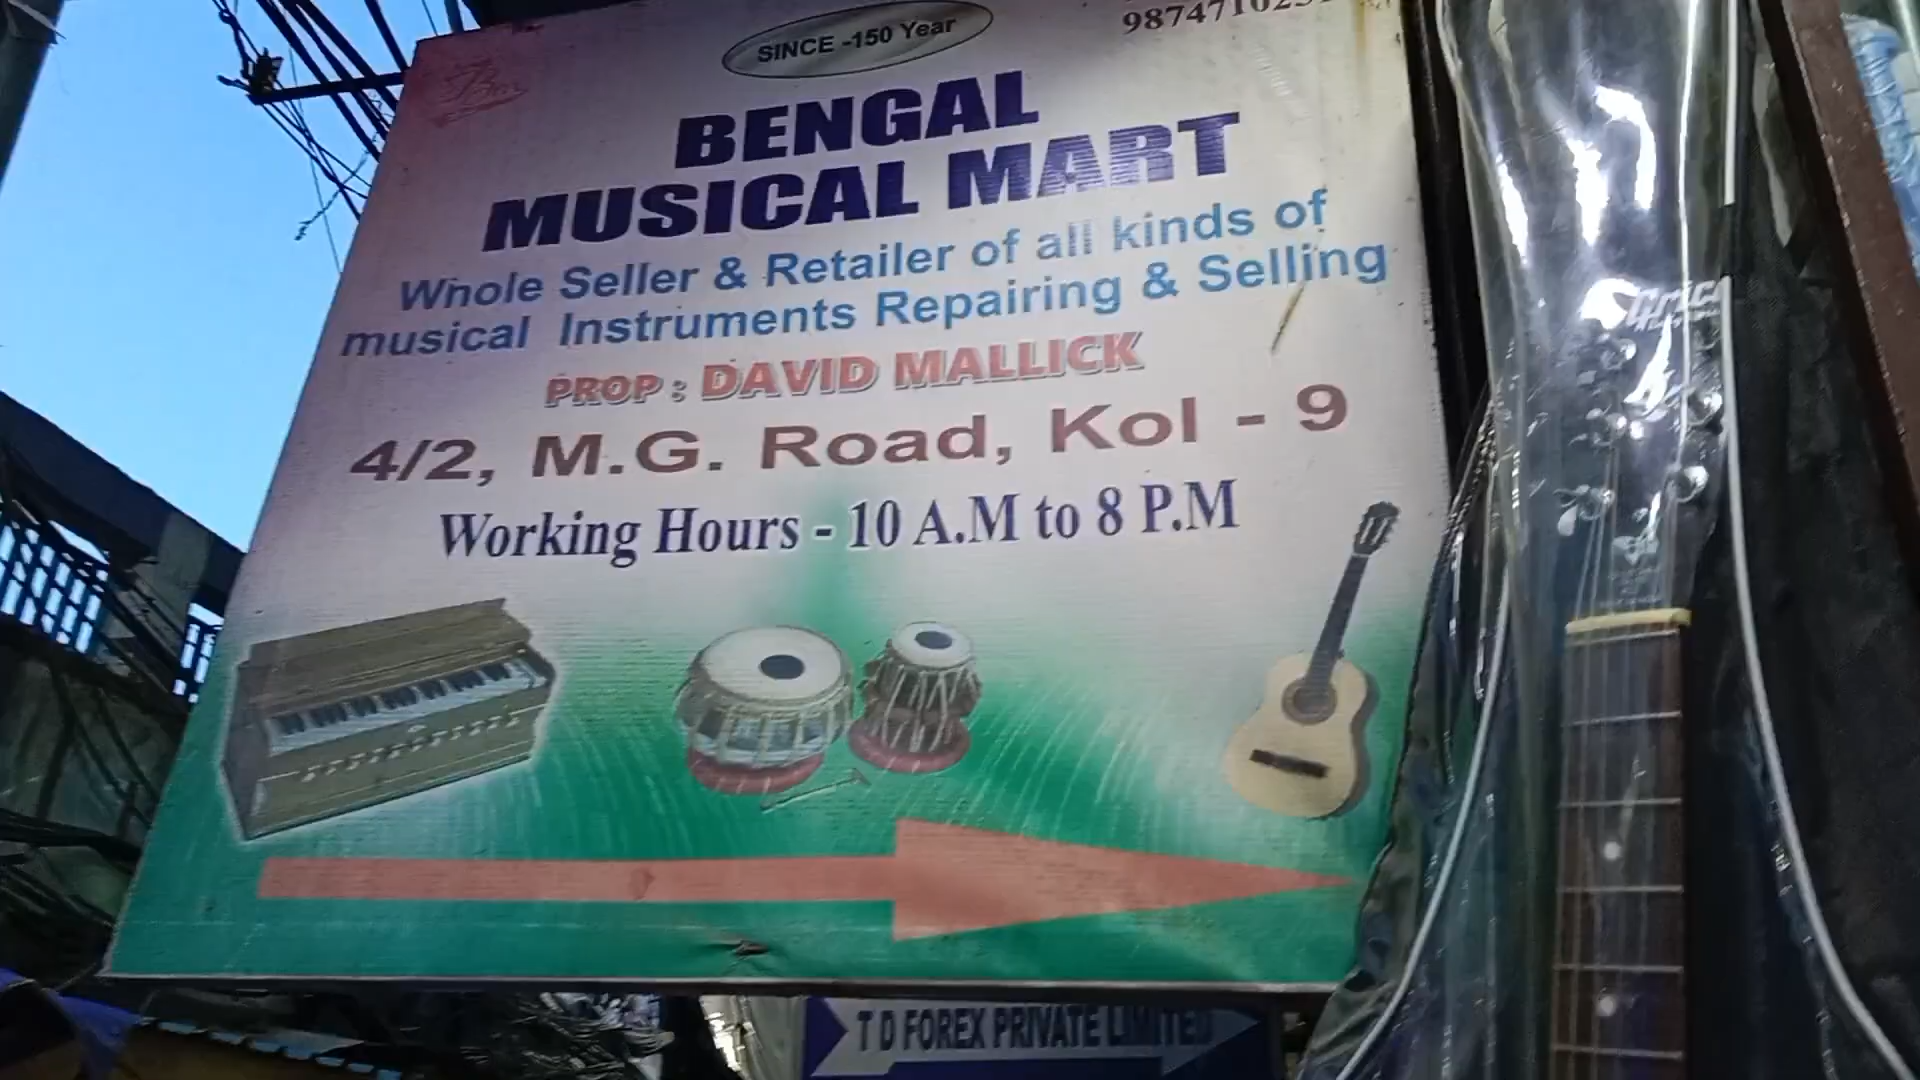 SINCE -150 Year
BENGAL
MUSICAL MART
Whole Seller & Retailer of all kinds of
musical Instruments Repairing & Selling
PROP : DAVID MALLICK
4/2, M.G. Road, Kol - 9
Working Hours - 10 A.M to 8 P.M
T D FOREX PRIVATE LIMITED